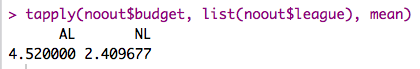 > tapply(noout$budget, list(noout$league), mean)
AL NL
4.520000 2.409677